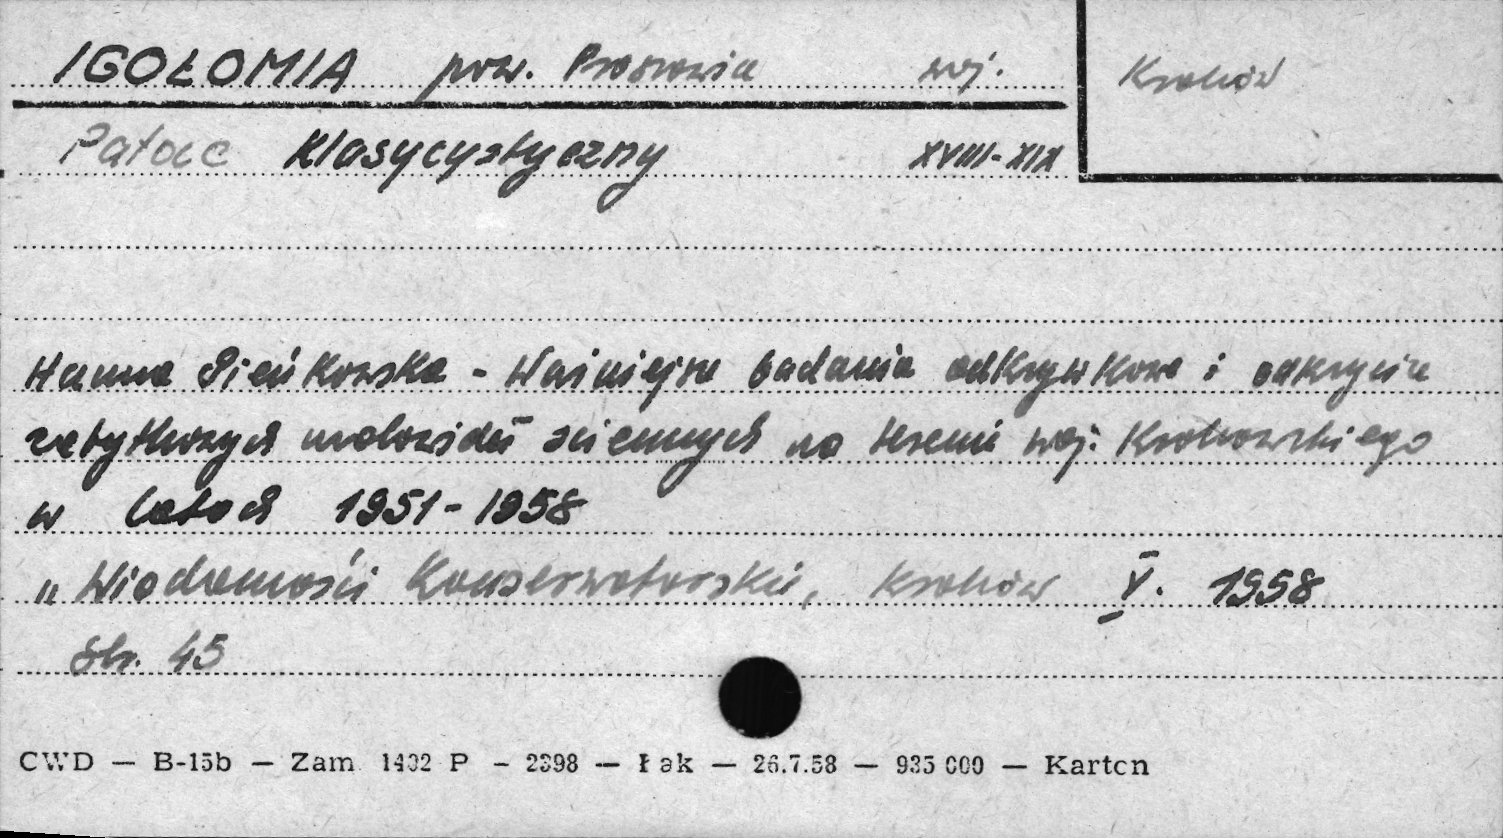 IGOŁOMIA pow. Proszowice woj. Kraków
Pałac Klasycystyczny XVIII-XIX
Hanna Pieńkowska - Ważniejsze badania odkrywkowe i odkrycia
zabytkowych malowideł ściennych na terenie woj. Krakowskiego
w latach 1951-1958
"Wiadomości Konserwatorskie, Kraków V. 1958
Str. 45
CWD — B-15b — Zam 1402 P — 2398 — Łak — 26.7.58 — 935 000 — Karton